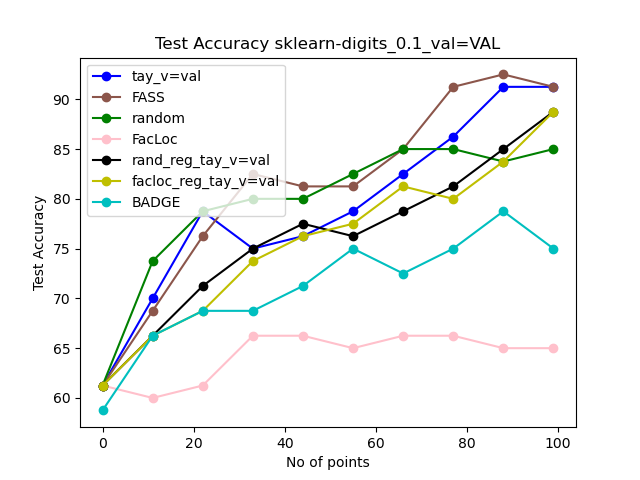 Test Accuracy sklearn-digits_0.1_val=VAL
tay_v=val
FASS
random
FacLoc
rand_reg_tay_v=val
facloc_reg_tay_v=val
BADGE
Test Accuracy
90
85
80
75
70
65
60
0 20 40 60 80 100
No of points